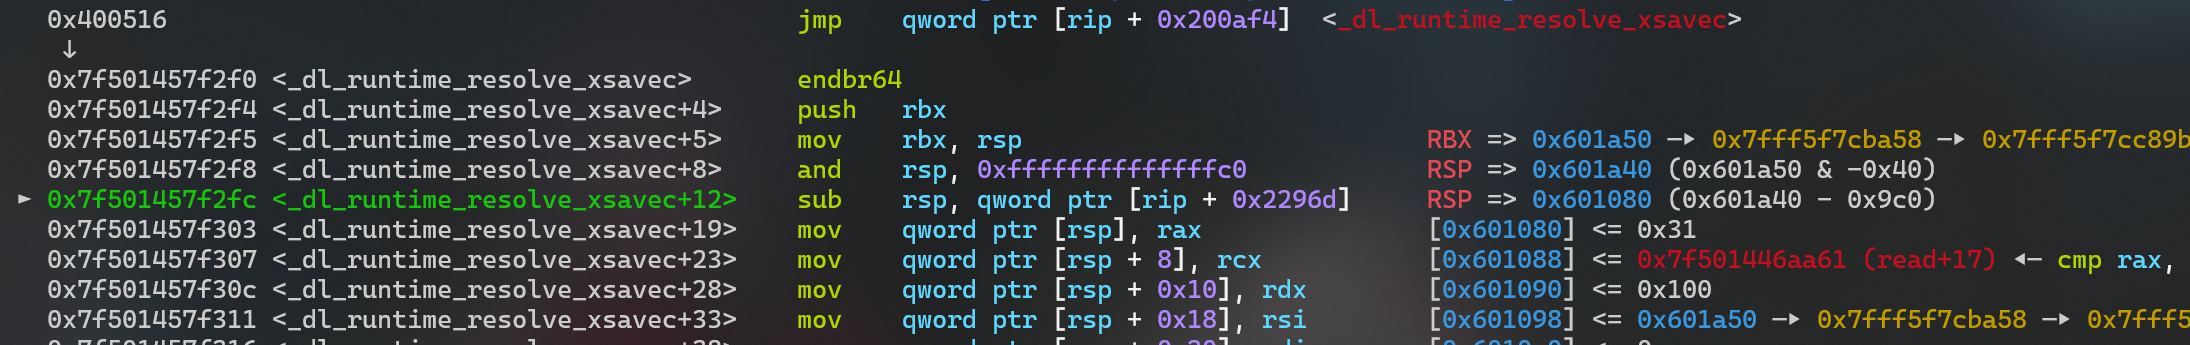 0x400516 jmp qword ptr [rip + 0x200af4] <_dl_runtime_resolve_xsavec>
↓
0x7f501457f2f0 <_dl_runtime_resolve_xsavec> endbr64
0x7f501457f2f4 <_dl_runtime_resolve_xsavec+4> push rbx
0x7f501457f2f5 <_dl_runtime_resolve_xsavec+5> mov rbx, rsp RBX => 0x601a50 —▸ 0x7fff5f7cba58 —▸ 0x7fff5f7cc89b
0x7f501457f2f8 <_dl_runtime_resolve_xsavec+8> and rsp, 0xffffffffffffffc0 RSP => 0x601a40 (0x601a50 & -0x40)
► 0x7f501457f2fc <_dl_runtime_resolve_xsavec+12> sub rsp, qword ptr [rip + 0x2296d] RSP => 0x601080 (0x601a40 - 0x9c0)
0x7f501457f303 <_dl_runtime_resolve_xsavec+19> mov qword ptr [rsp], rax [0x601080] <= 0x31
0x7f501457f307 <_dl_runtime_resolve_xsavec+23> mov qword ptr [rsp + 8], rcx [0x601088] <= 0x7f501446aa61 (read+17) ◂— cmp rax,
0x7f501457f30c <_dl_runtime_resolve_xsavec+28> mov qword ptr [rsp + 0x10], rdx [0x601090] <= 0x100
0x7f501457f311 <_dl_runtime_resolve_xsavec+33> mov qword ptr [rsp + 0x18], rsi [0x601098] <= 0x601a50 —▸ 0x7fff5f7cba58 —▸ 0x7fff5